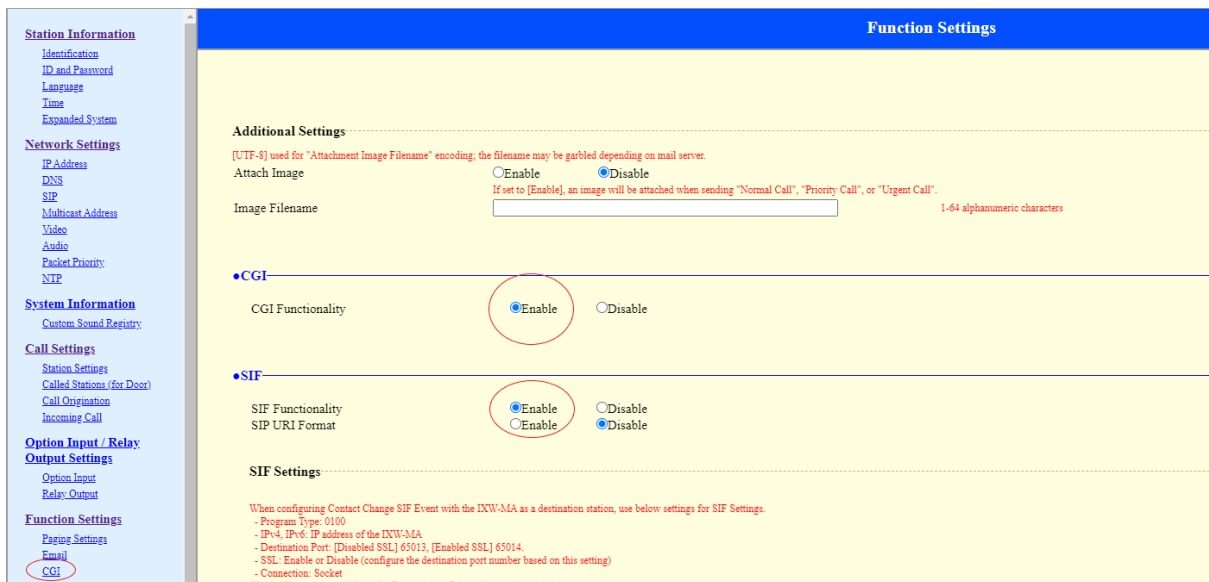 Function Settings
Station Information
Identification
ID and Password
Language
Time
Expanded System
Network Settings
IP Address
DNS
SIP
Multicast Address
Video
Audio
Packet Priority
NTP
System Information
Custom Sound Registry
Call Settings
Station Settings
Called Stations (for Door)
Call Origination
Incoming Call
Option Input / Relay
Output Settings
Option Input
Relay Output
Function Settings
Paging Settings
Email
CGI
Additional Settings
[UTF-8] used for "Attachment Image Filename" encoding; the filename may be garbled depending on mail server.
Attach Image Enable Disable
If set to [Enable], an image will be attached when sending "Normal Call", "Priority Call", or "Urgent Call".
Image Filename 1-64 alphanumeric characters
●CGI
CGI Functionality Enable Disable
●SIF
SIF Functionality Enable Disable
SIP URI Format Enable Disable
SIF Settings
When configuring Contact Change SIF Event with the IXW-MA as a destination station, use below settings for SIF Settings.
- Program Type: 0100
- IPv4, IPv6: IP address of the IXW-MA
- Destination Port: [Disabled SSL] 65013, [Enabled SSL] 65014.
- SSL: Enable or Disable (configure the destination port number based on this setting)
- Connection: Socket